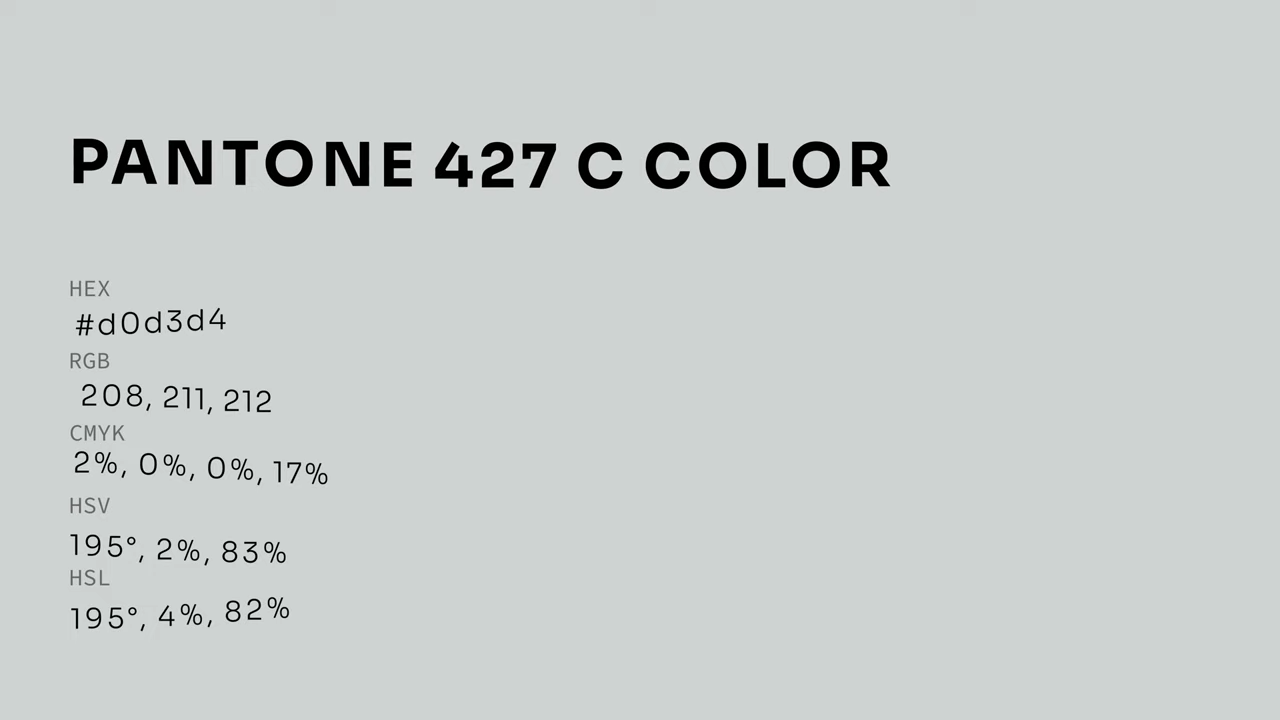 PANTONE 427 C COLOR
HEX
#d0d3d4
RGB
208, 211, 212
CMYK
2%, 0%, 0%, 17%
HSV
195°, 2%, 83%
HSL
195°, 4%, 82%